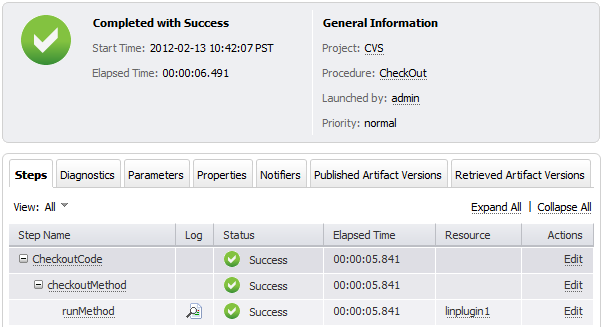 Completed with Success
Start Time: 2012-02-13 10:42:07 PST
Elapsed Time: 00:00:06.491
General Information
Project: CVS
Procedure: CheckOut
Launched by: admin
Priority: normal
Steps Diagnostics Parameters Properties Notifiers Published Artifact Versions Retrieved Artifact Versions
View: All Expand All | Collapse All
Step Name Log Status Elapsed Time Resource Actions
CheckoutCode Success 00:00:05.841 Edit
checkoutMethod Success 00:00:05.841 Edit
runMethod Success 00:00:05.841 linplugin1 Edit